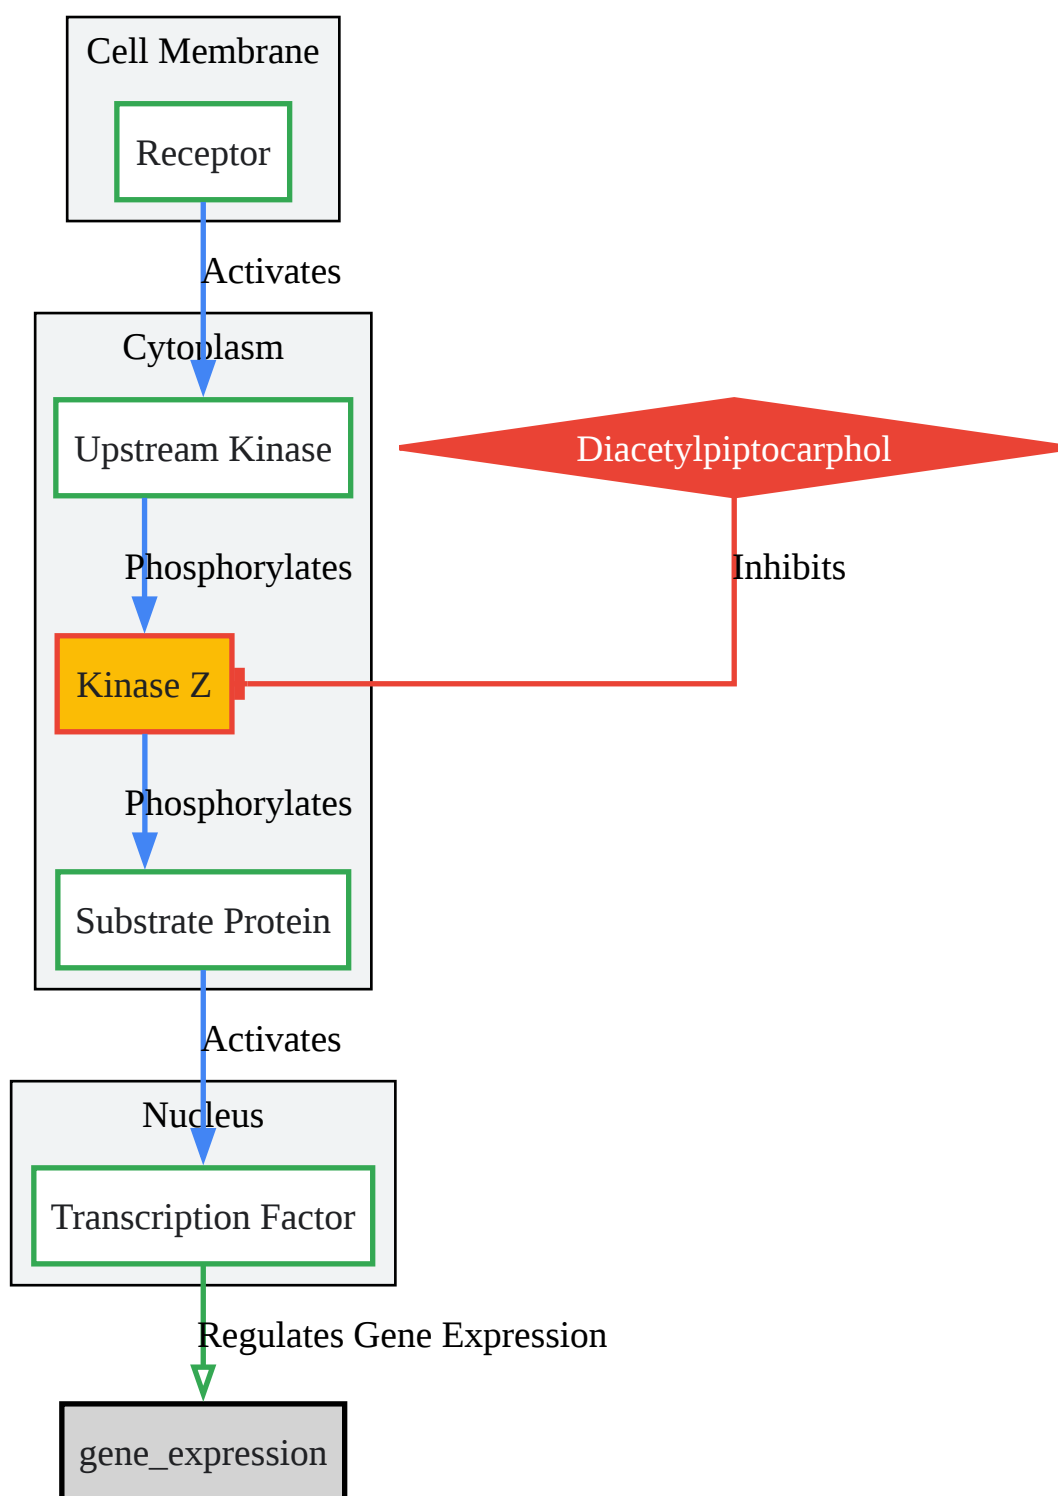 Cell Membrane
Receptor
Activates
Cytoplasm
Upstream Kinase
Diacetylpiptocarphol
Phosphorylates
Inhibits
Kinase Z
Phosphorylates
Substrate Protein
Activates
Nucleus
Transcription Factor
Regulates Gene Expression
gene_expression